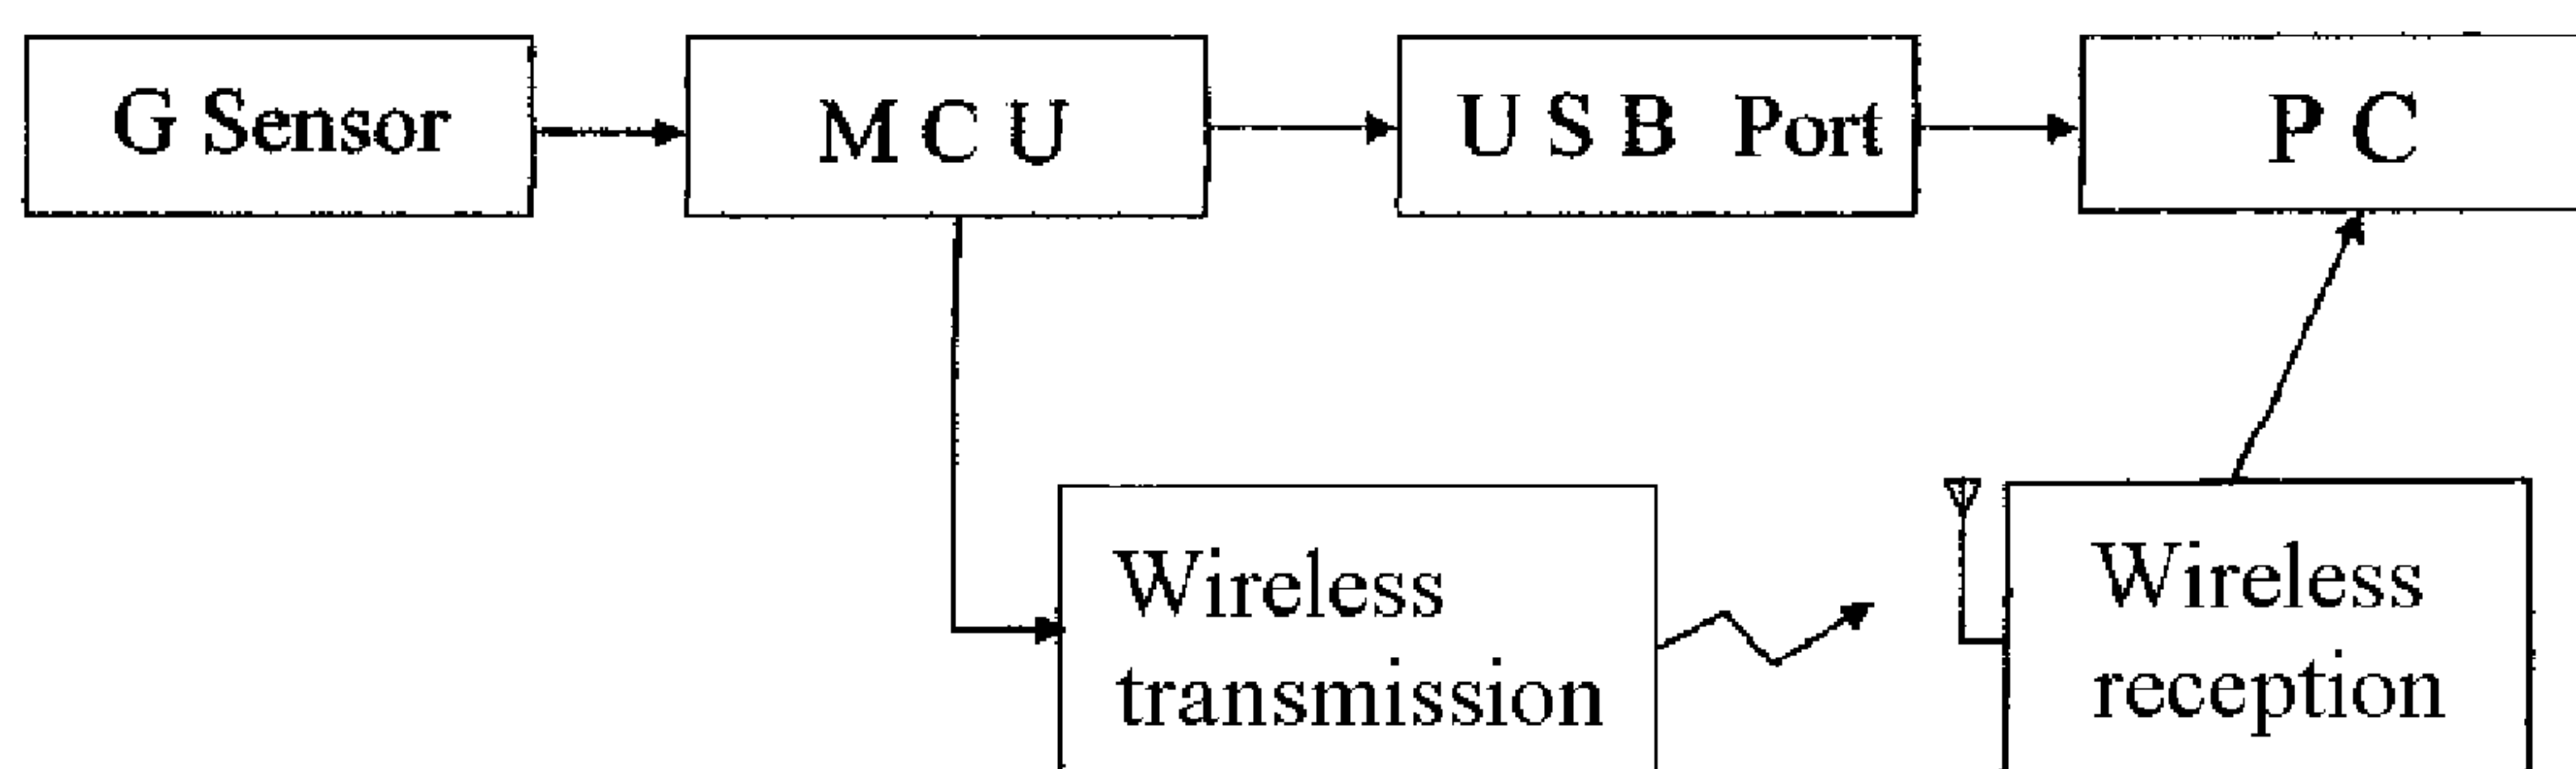 G Sensor
M C U
U S B Port
P C
Wireless
transmission
Wireless
reception